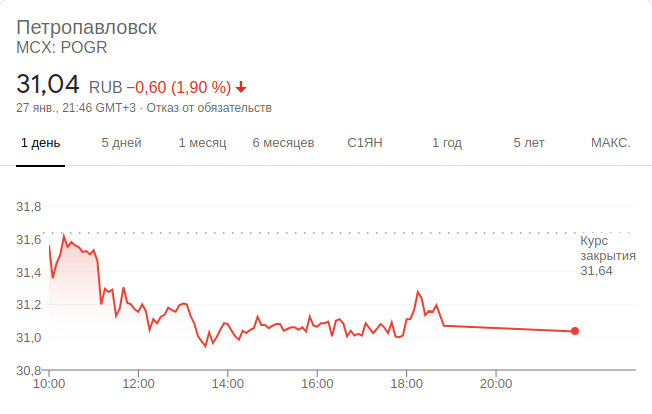 Петропавловск
MCX: POGR
31,04 RUB −0,60 (1,90 %)
27 янв., 21:46 GMT+3 · Отказ от обязательств
1 день 5 дней 1 месяц 6 месяцев С1ЯН 1 год 5 лет МАКС.
31,8
31,6
31,4
31,2
31,0
30,8
Курс
закрытия
31,64
10:00 12:00 14:00 16:00 18:00 20:00